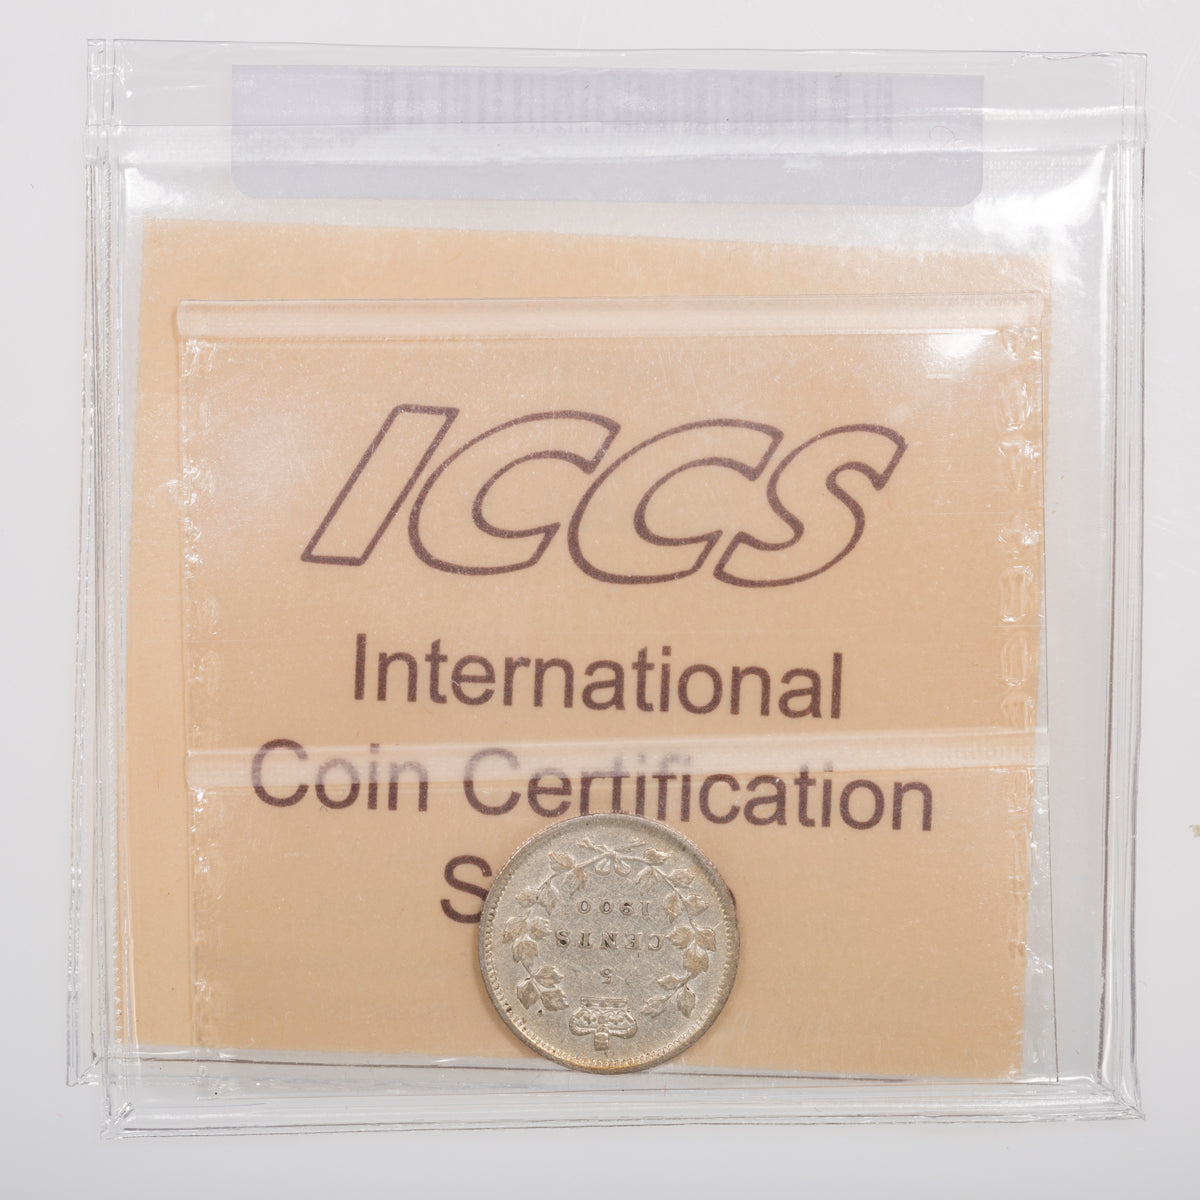 ICCS
International
Coin Certification
S
5
CENTS
1900